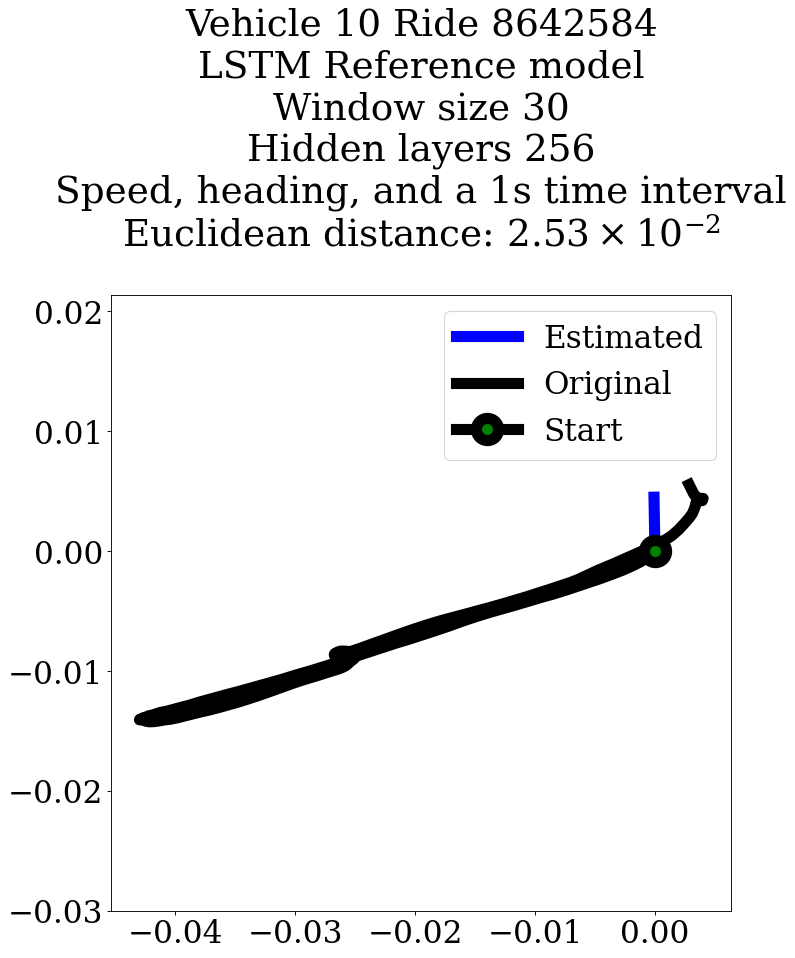 Vehicle 10 Ride 8642584
LSTM Reference model
Window size 30
Hidden layers 256
Speed, heading, and a 1s time interval
Euclidean distance: 2.53 × 10⁻²
Estimated
Original
Start
0.02
0.01
0.00
−0.01
−0.02
−0.03
−0.04 −0.03 −0.02 −0.01 0.00